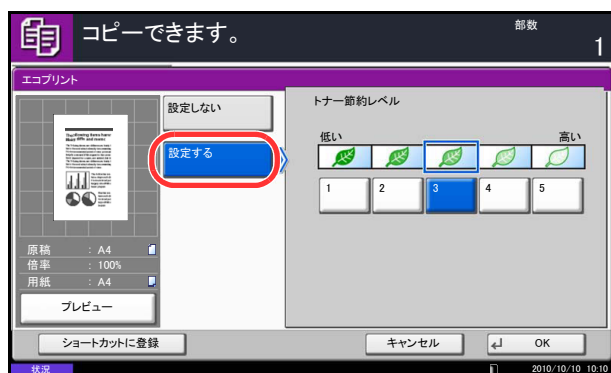 コピーできます。
部数
1
エコプリント
設定しない
設定する
トナー節約レベル
低い
高い
1 2 3 4 5
原稿 : A4
倍率 : 100%
用紙 : A4
プレビュー
ショートカットに登録
キャンセル
OK
状況
2010/10/10 10:10